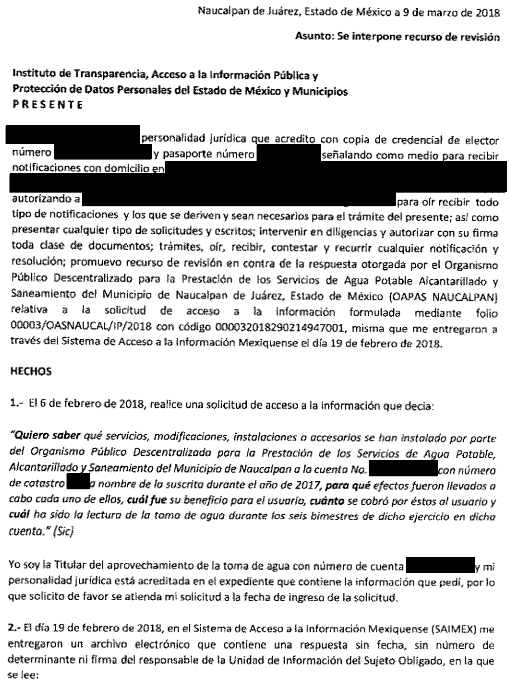 Naucalpan de Juárez, Estado de México a 9 de marzo de 2018
Asunto: Se interpone recurso de revisión
Instituto de Transparencia, Acceso a la Información Pública y
Protección de Datos Personales del Estado de México y Municipios
P R E S E N T E
personalidad jurídica que acredito con copia de credencial de elector
número y pasaporte número señalando como medio para recibir
notificaciones con domicilio en
autorizando a para oír recibir todo
tipo de notificaciones y los que se deriven y sean necesarios para el trámite del presente; así como
presentar cualquier tipo de solicitudes y escritos; intervenir en diligencias y autorizar con su firma
toda clase de documentos; trámites, oír, recibir, contestar y recurrir cualquier notificación y
resolución; promuevo recurso de revisión en contra de la respuesta otorgada por el Organismo
Público Descentralizado para la Prestación de los Servicios de Agua Potable Alcantarillado y
Saneamiento del Municipio de Naucalpan de Juárez, Estado de México (OAPAS NAUCALPAN)
relativa a la solicitud de acceso a la información formulada mediante folio
00003/OASNAUCAL/IP/2018 con código 000032018290214947001, misma que me entregaron a
través del Sistema de Acceso a la Información Mexiquense el día 19 de febrero de 2018.
HECHOS
1.- El 6 de febrero de 2018, realice una solicitud de acceso a la información que decía:
"Quiero saber qué servicios, modificaciones, instalaciones o accesorios se han instalado por parte
del Organismo Público Descentralizado para la Prestación de los Servicios de Agua Potable,
Alcantarillado y Saneamiento del Municipio de Naucalpan a la cuenta No. con número
de catastro a nombre de la suscrita durante el año de 2017, para qué efectos fueron llevados a
cabo cada uno de ellos, cuál fue su beneficio para el usuario, cuánto se cobró por éstos al usuario y
cuál ha sido la lectura de la toma de agua durante los seis bimestres de dicho ejercicio en dicha
cuenta." (Sic)
Yo soy la Titular del aprovechamiento de la toma de agua con número de cuenta y mi
personalidad jurídica está acreditada en el expediente que contiene la información que pedí, por lo
que solicito de favor se atienda mi solicitud a la fecha de ingreso de la solicitud.
2.- El día 19 de febrero de 2018, en el Sistema de Acceso a la Información Mexiquense (SAIMEX) me
entregaron un archivo electrónico que contiene una respuesta sin fecha, sin número de
determinante ni firma del responsable de la Unidad de Información del Sujeto Obligado, en la que
se lee: